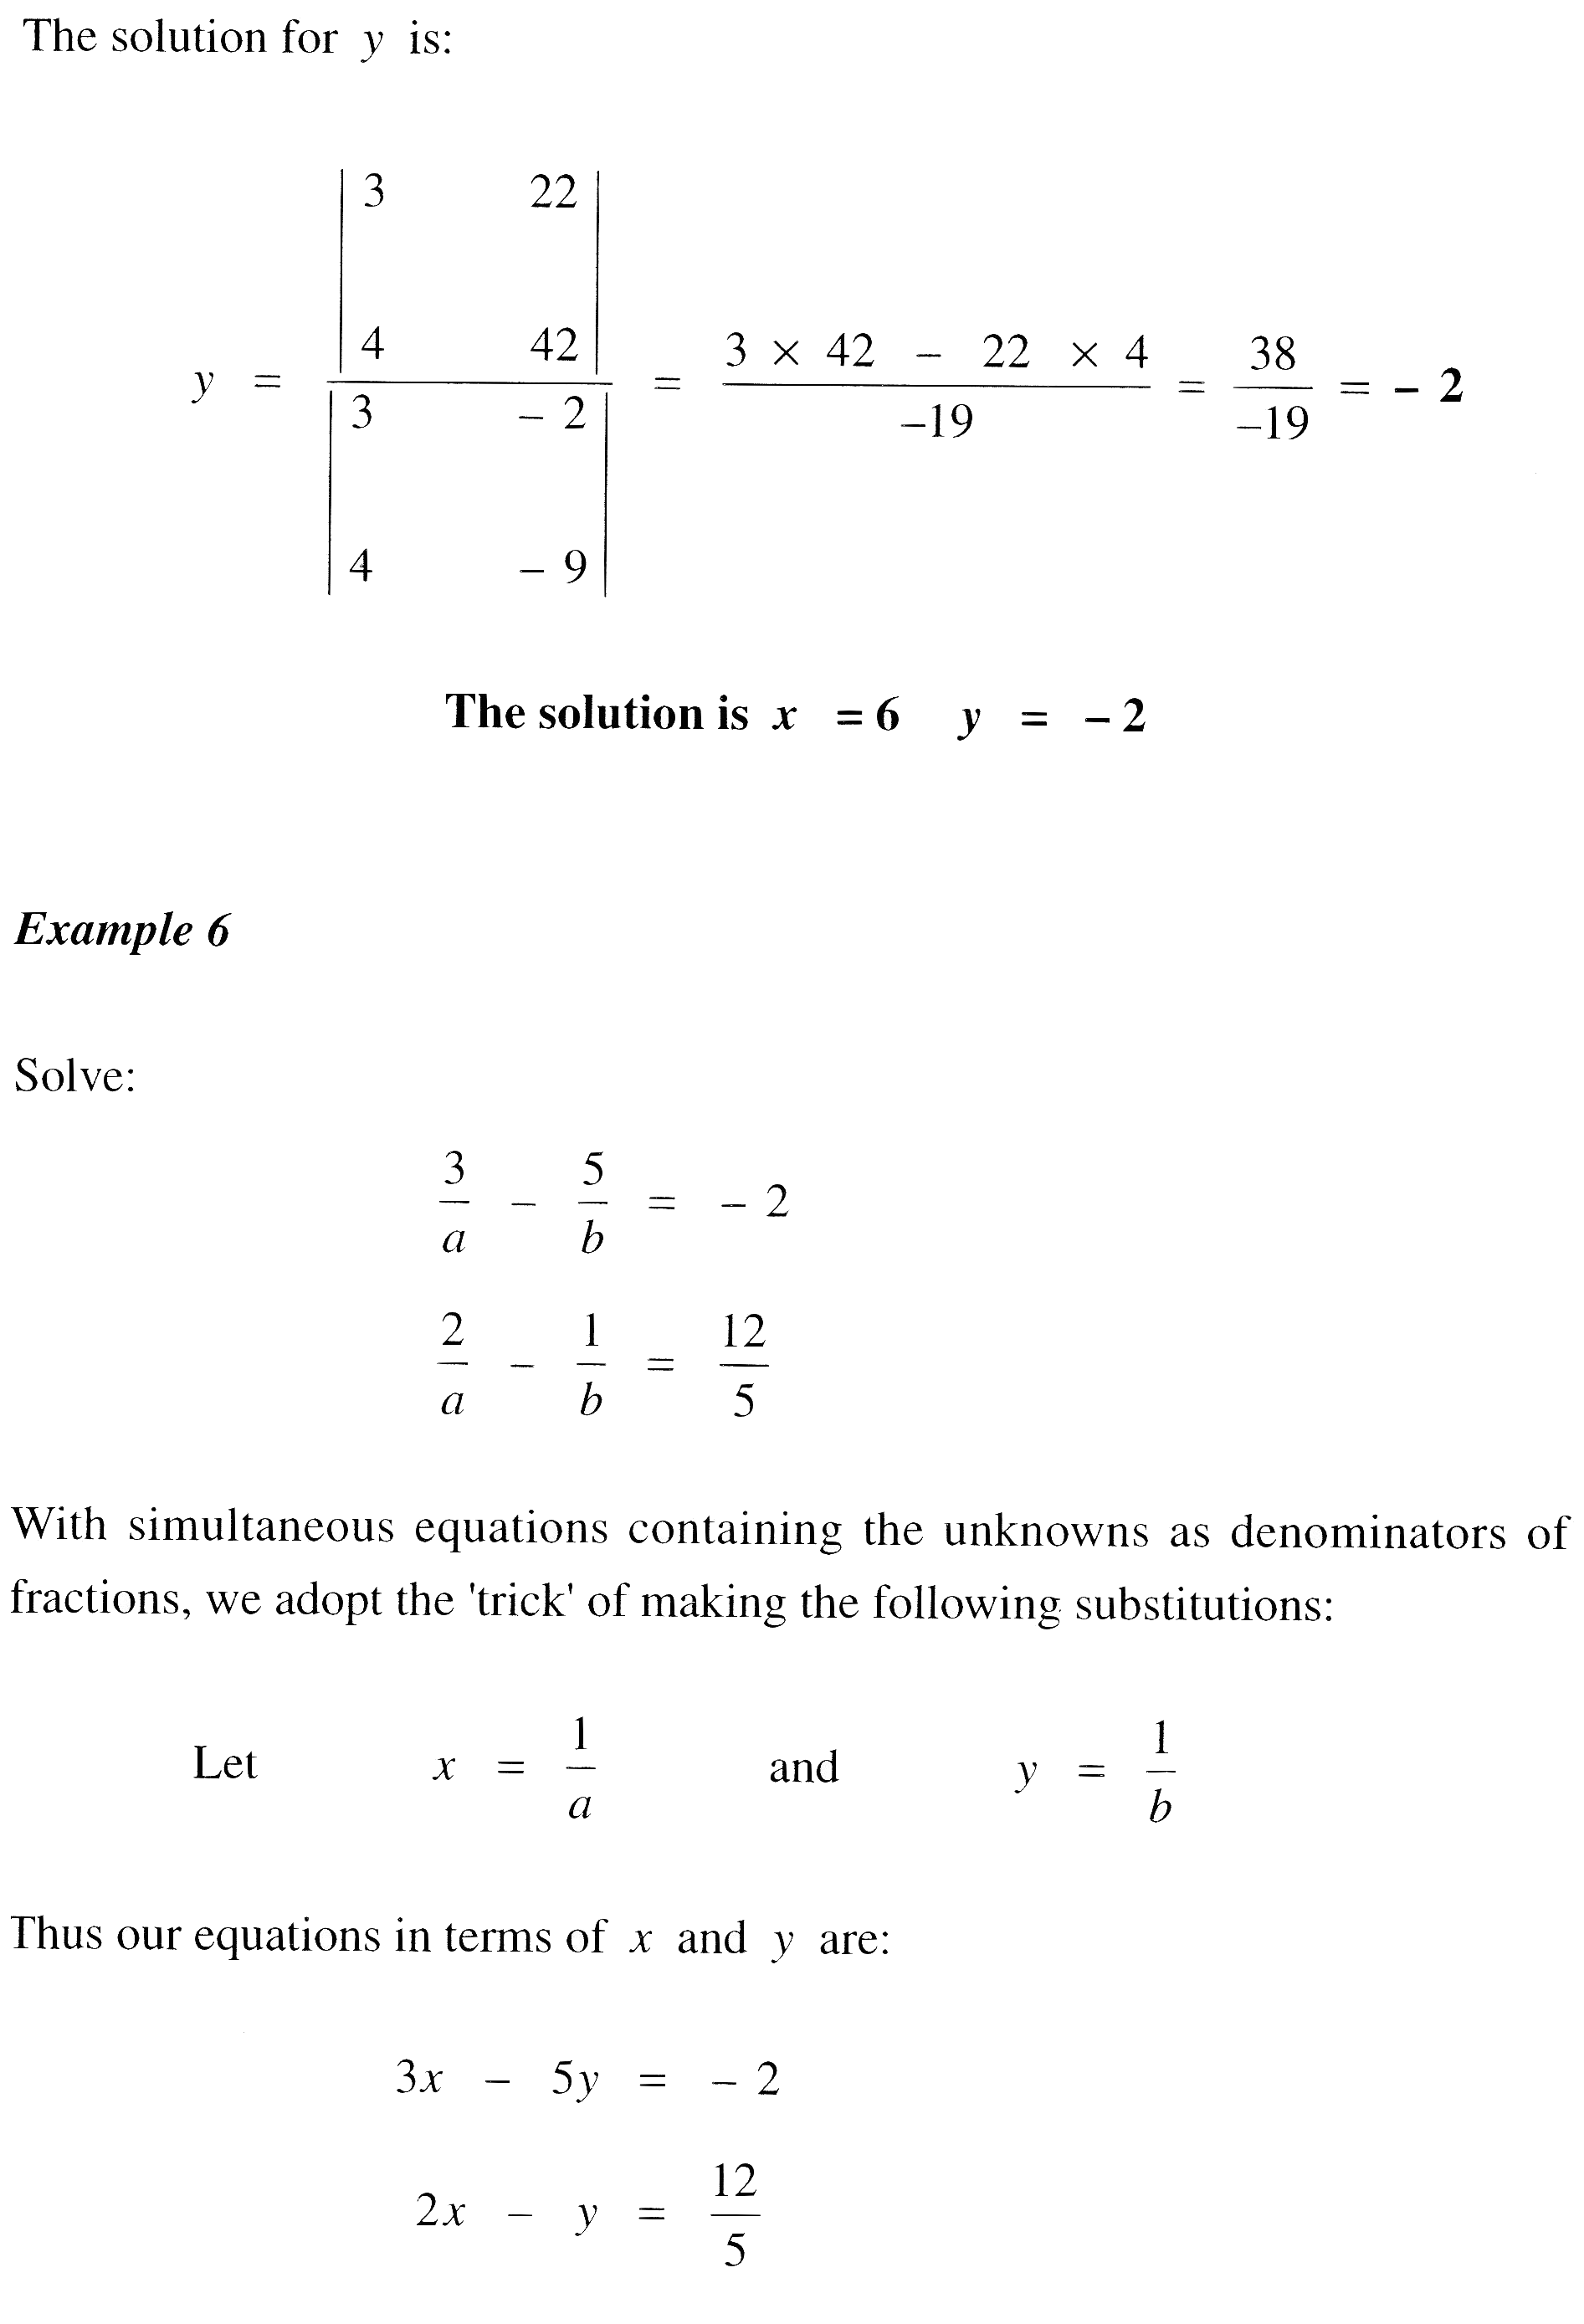 The solution for y is:
| 3 22 |
| 4 42 |
y = ――― = 3 × 42 – 22 × 4 / –19 = 38 / –19 = – 2
| 3 – 2 |
| 4 – 9 |
The solution is x = 6 y = – 2
Example 6
Solve:
3/a – 5/b = – 2
2/a – 1/b = 12/5
With simultaneous equations containing the unknowns as denominators of
fractions, we adopt the 'trick' of making the following substitutions:
Let x = 1/a and y = 1/b
Thus our equations in terms of x and y are:
3x – 5y = – 2
2x – y = 12/5